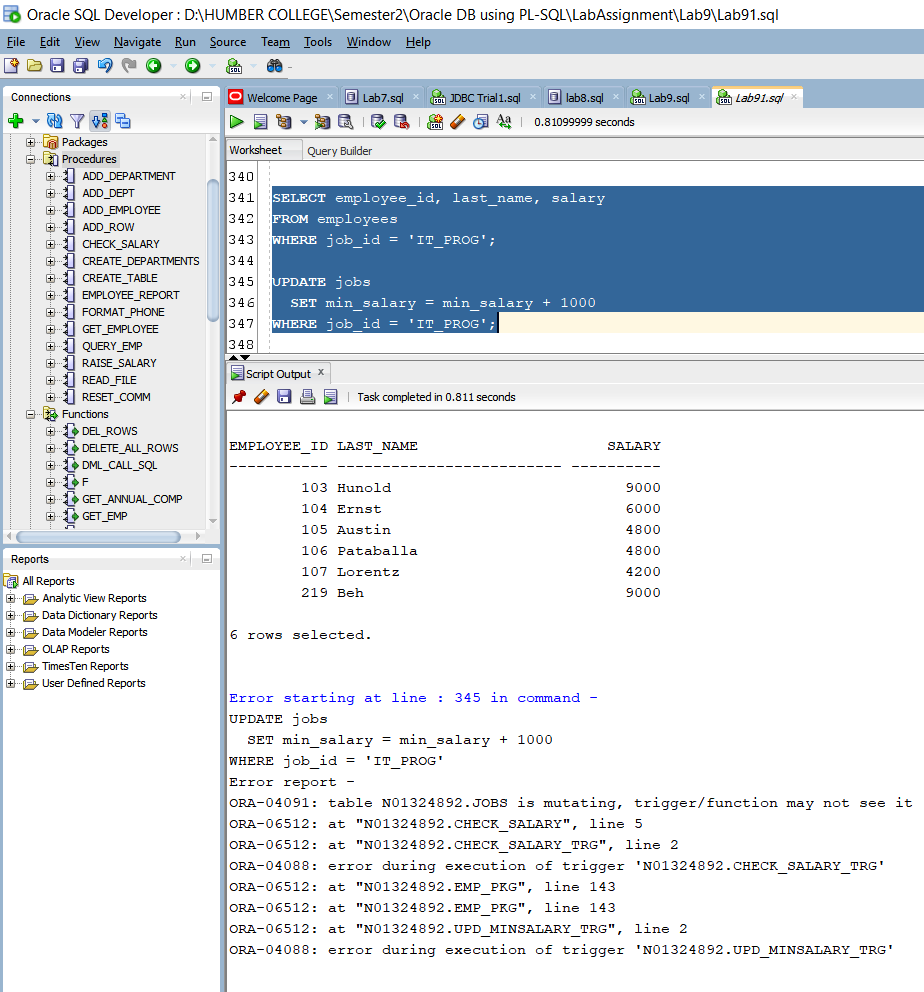 Oracle SQL Developer : D:\HUMBER COLLEGE\Semester2\Oracle DB using PL-SQL\LabAssignment\Lab9\Lab91.sql
File Edit View Navigate Run Source Team Tools Window Help
Connections
Packages
Procedures
ADD_DEPARTMENT
ADD_DEPT
ADD_EMPLOYEE
ADD_ROW
CHECK_SALARY
CREATE_DEPARTMENTS
CREATE_TABLE
EMPLOYEE_REPORT
FORMAT_PHONE
GET_EMPLOYEE
QUERY_EMP
RAISE_SALARY
READ_FILE
RESET_COMM
Functions
DEL_ROWS
DELETE_ALL_ROWS
DML_CALL_SQL
F
GET_ANNUAL_COMP
GET_EMP
Reports
All Reports
Analytic View Reports
Data Dictionary Reports
Data Modeler Reports
OLAP Reports
TimesTen Reports
User Defined Reports
Welcome Page Lab7.sql JDBC Trial1.sql lab8.sql Lab9.sql Lab91.sql
0.81099999 seconds
Worksheet Query Builder
340
341 SELECT employee_id, last_name, salary
342 FROM employees
343 WHERE job_id = 'IT_PROG';
344
345 UPDATE jobs
346 SET min_salary = min_salary + 1000
347 WHERE job_id = 'IT_PROG';
348
Script Output x
Task completed in 0.811 seconds
EMPLOYEE_ID LAST_NAME SALARY
----------- ------------------------- ----------
103 Hunold 9000
104 Ernst 6000
105 Austin 4800
106 Pataballa 4800
107 Lorentz 4200
219 Beh 9000
6 rows selected.
Error starting at line : 345 in command -
UPDATE jobs
SET min_salary = min_salary + 1000
WHERE job_id = 'IT_PROG'
Error report -
ORA-04091: table N01324892.JOBS is mutating, trigger/function may not see it
ORA-06512: at "N01324892.CHECK_SALARY", line 5
ORA-06512: at "N01324892.CHECK_SALARY_TRG", line 2
ORA-04088: error during execution of trigger 'N01324892.CHECK_SALARY_TRG'
ORA-06512: at "N01324892.EMP_PKG", line 143
ORA-06512: at "N01324892.EMP_PKG", line 143
ORA-06512: at "N01324892.UPD_MINSALARY_TRG", line 2
ORA-04088: error during execution of trigger 'N01324892.UPD_MINSALARY_TRG'